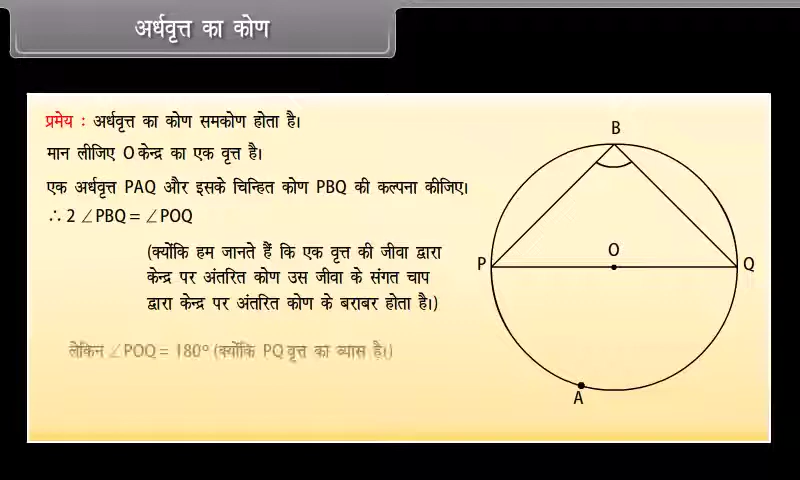 अर्धवृत्त का कोण
प्रमेय : अर्धवृत्त का कोण समकोण होता है।
मान लीजिए O केन्द्र का एक वृत्त है।
एक अर्धवृत्त PAQ और इसके चिन्हित कोण PBQ की कल्पना कीजिए।
∴ 2 ∠PBQ = ∠POQ
(क्योंकि हम जानते हैं कि एक वृत्त की जीवा द्वारा
केन्द्र पर अंतरित कोण उस जीवा के संगत चाप
द्वारा केन्द्र पर अंतरित कोण के बराबर होता है।)
लेकिन ∠POQ = 180° (क्योंकि PQ वृत्त का व्यास है।)
B
P
O
Q
A